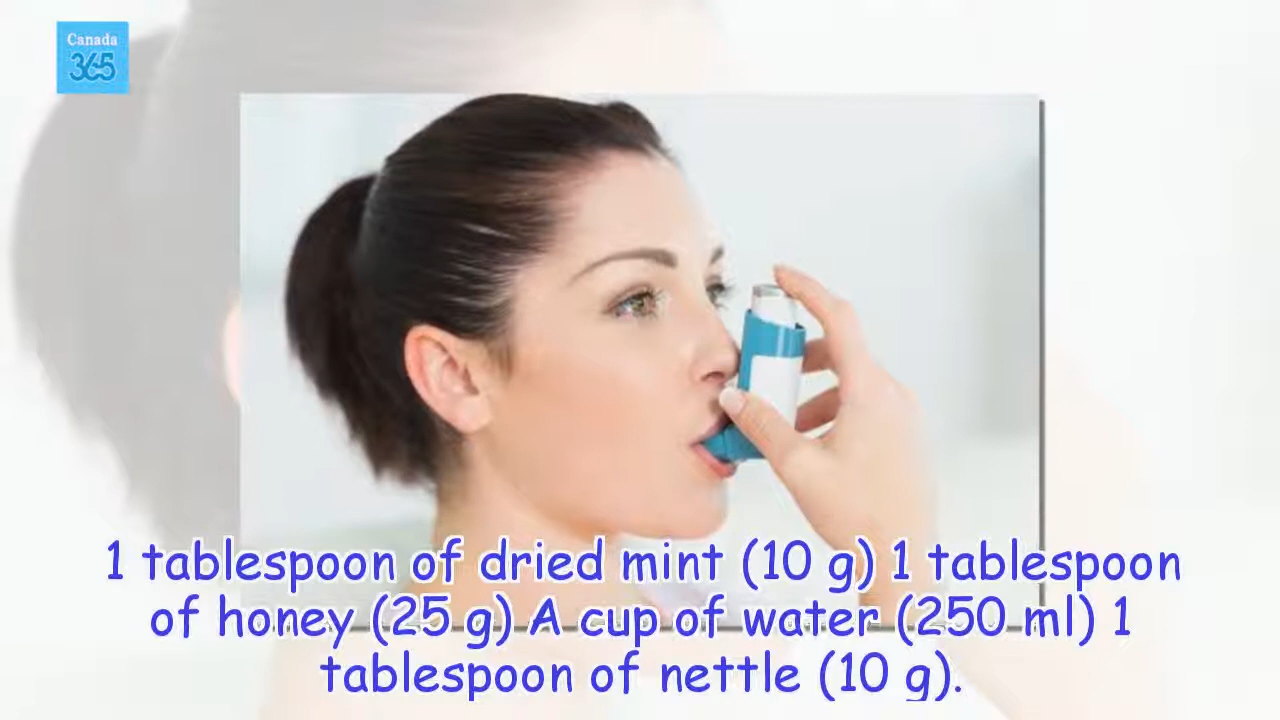 Canada
365
1 tablespoon of dried mint (10 g) 1 tablespoon
of honey (25 g) A cup of water (250 ml) 1
tablespoon of nettle (10 g).